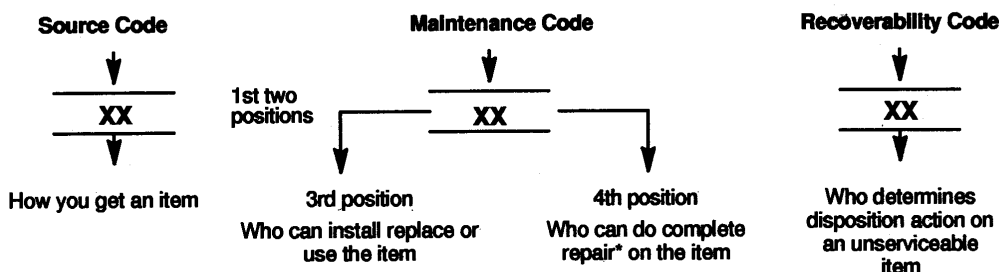 Source Code
XX
How you get an item
1st two
positions
Maintenance Code
XX
3rd position
Who can install replace or
use the item
4th position
Who can do complete
repair* on the item
Recoverability Code
XX
Who determines
disposition action on
an unserviceable
item